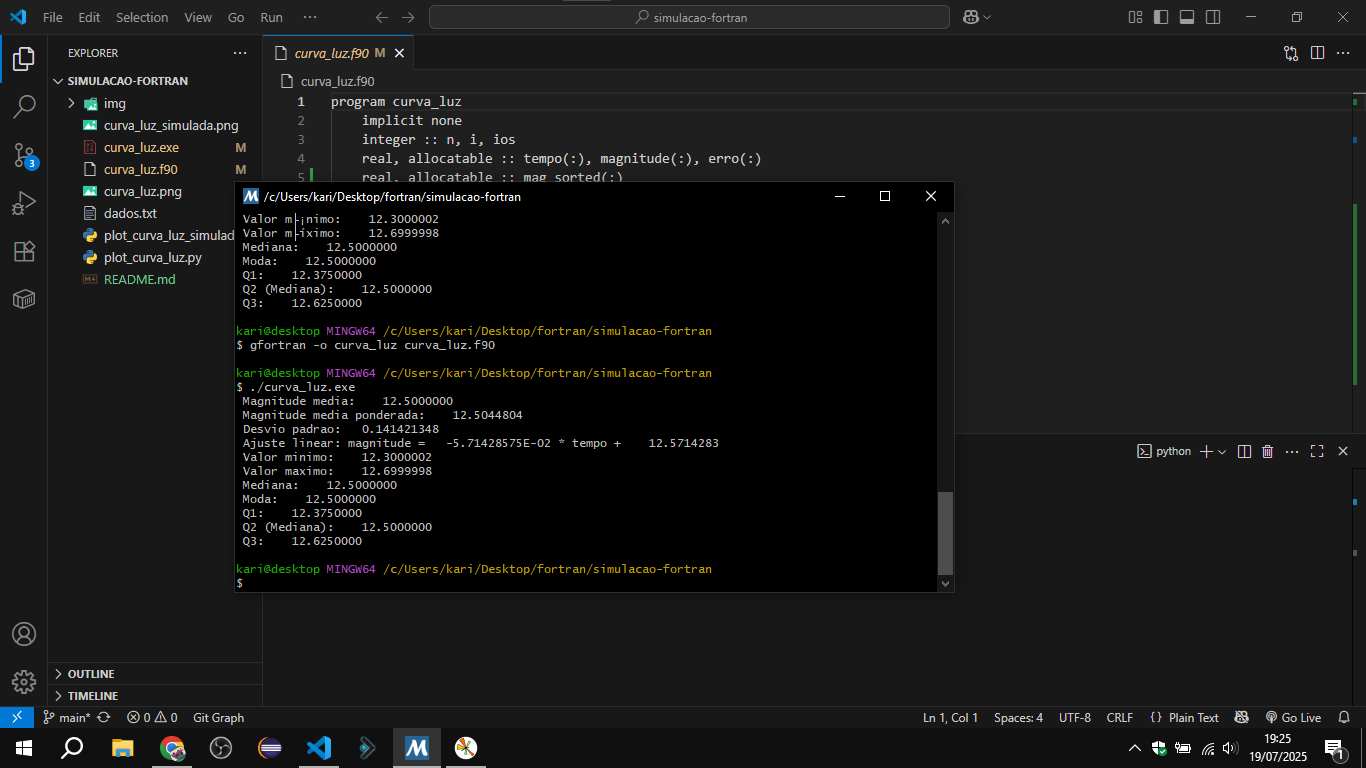 File Edit Selection View Go Run ··· simulacao-fortran
EXPLORER ···
SIMULACAO-FORTRAN
img
curva_luz_simulada.png
curva_luz.exe M
curva_luz.f90 M
curva_luz.png
dados.txt
plot_curva_luz_simulad
plot_curva_luz.py
README.md
OUTLINE
TIMELINE
curva_luz.f90 M
curva_luz.f90
1 program curva_luz
2 implicit none
3 integer :: n, i, ios
4 real, allocatable :: tempo(:), magnitude(:), erro(:)
5 real, allocatable :: mag_sorted(:)
/c/Users/kari/Desktop/fortran/simulacao-fortran
Valor m├¡nimo: 12.3000002
Valor m├íximo: 12.6999998
Mediana: 12.5000000
Moda: 12.5000000
Q1: 12.3750000
Q2 (Mediana): 12.5000000
Q3: 12.6250000
kari@desktop MINGW64 /c/Users/kari/Desktop/fortran/simulacao-fortran
$ gfortran -o curva_luz curva_luz.f90
kari@desktop MINGW64 /c/Users/kari/Desktop/fortran/simulacao-fortran
$ ./curva_luz.exe
Magnitude media: 12.5000000
Magnitude media ponderada: 12.5044804
Desvio padrao: 0.141421348
Ajuste linear: magnitude = -5.71428575E-02 * tempo + 12.5714283
Valor minimo: 12.3000002
Valor maximo: 12.6999998
Mediana: 12.5000000
Moda: 12.5000000
Q1: 12.3750000
Q2 (Mediana): 12.5000000
Q3: 12.6250000
kari@desktop MINGW64 /c/Users/kari/Desktop/fortran/simulacao-fortran
$
python
3
main* 0 0 Git Graph Ln 1, Col 1 Spaces: 4 UTF-8 CRLF {} Plain Text Go Live
19:25
19/07/2025
1